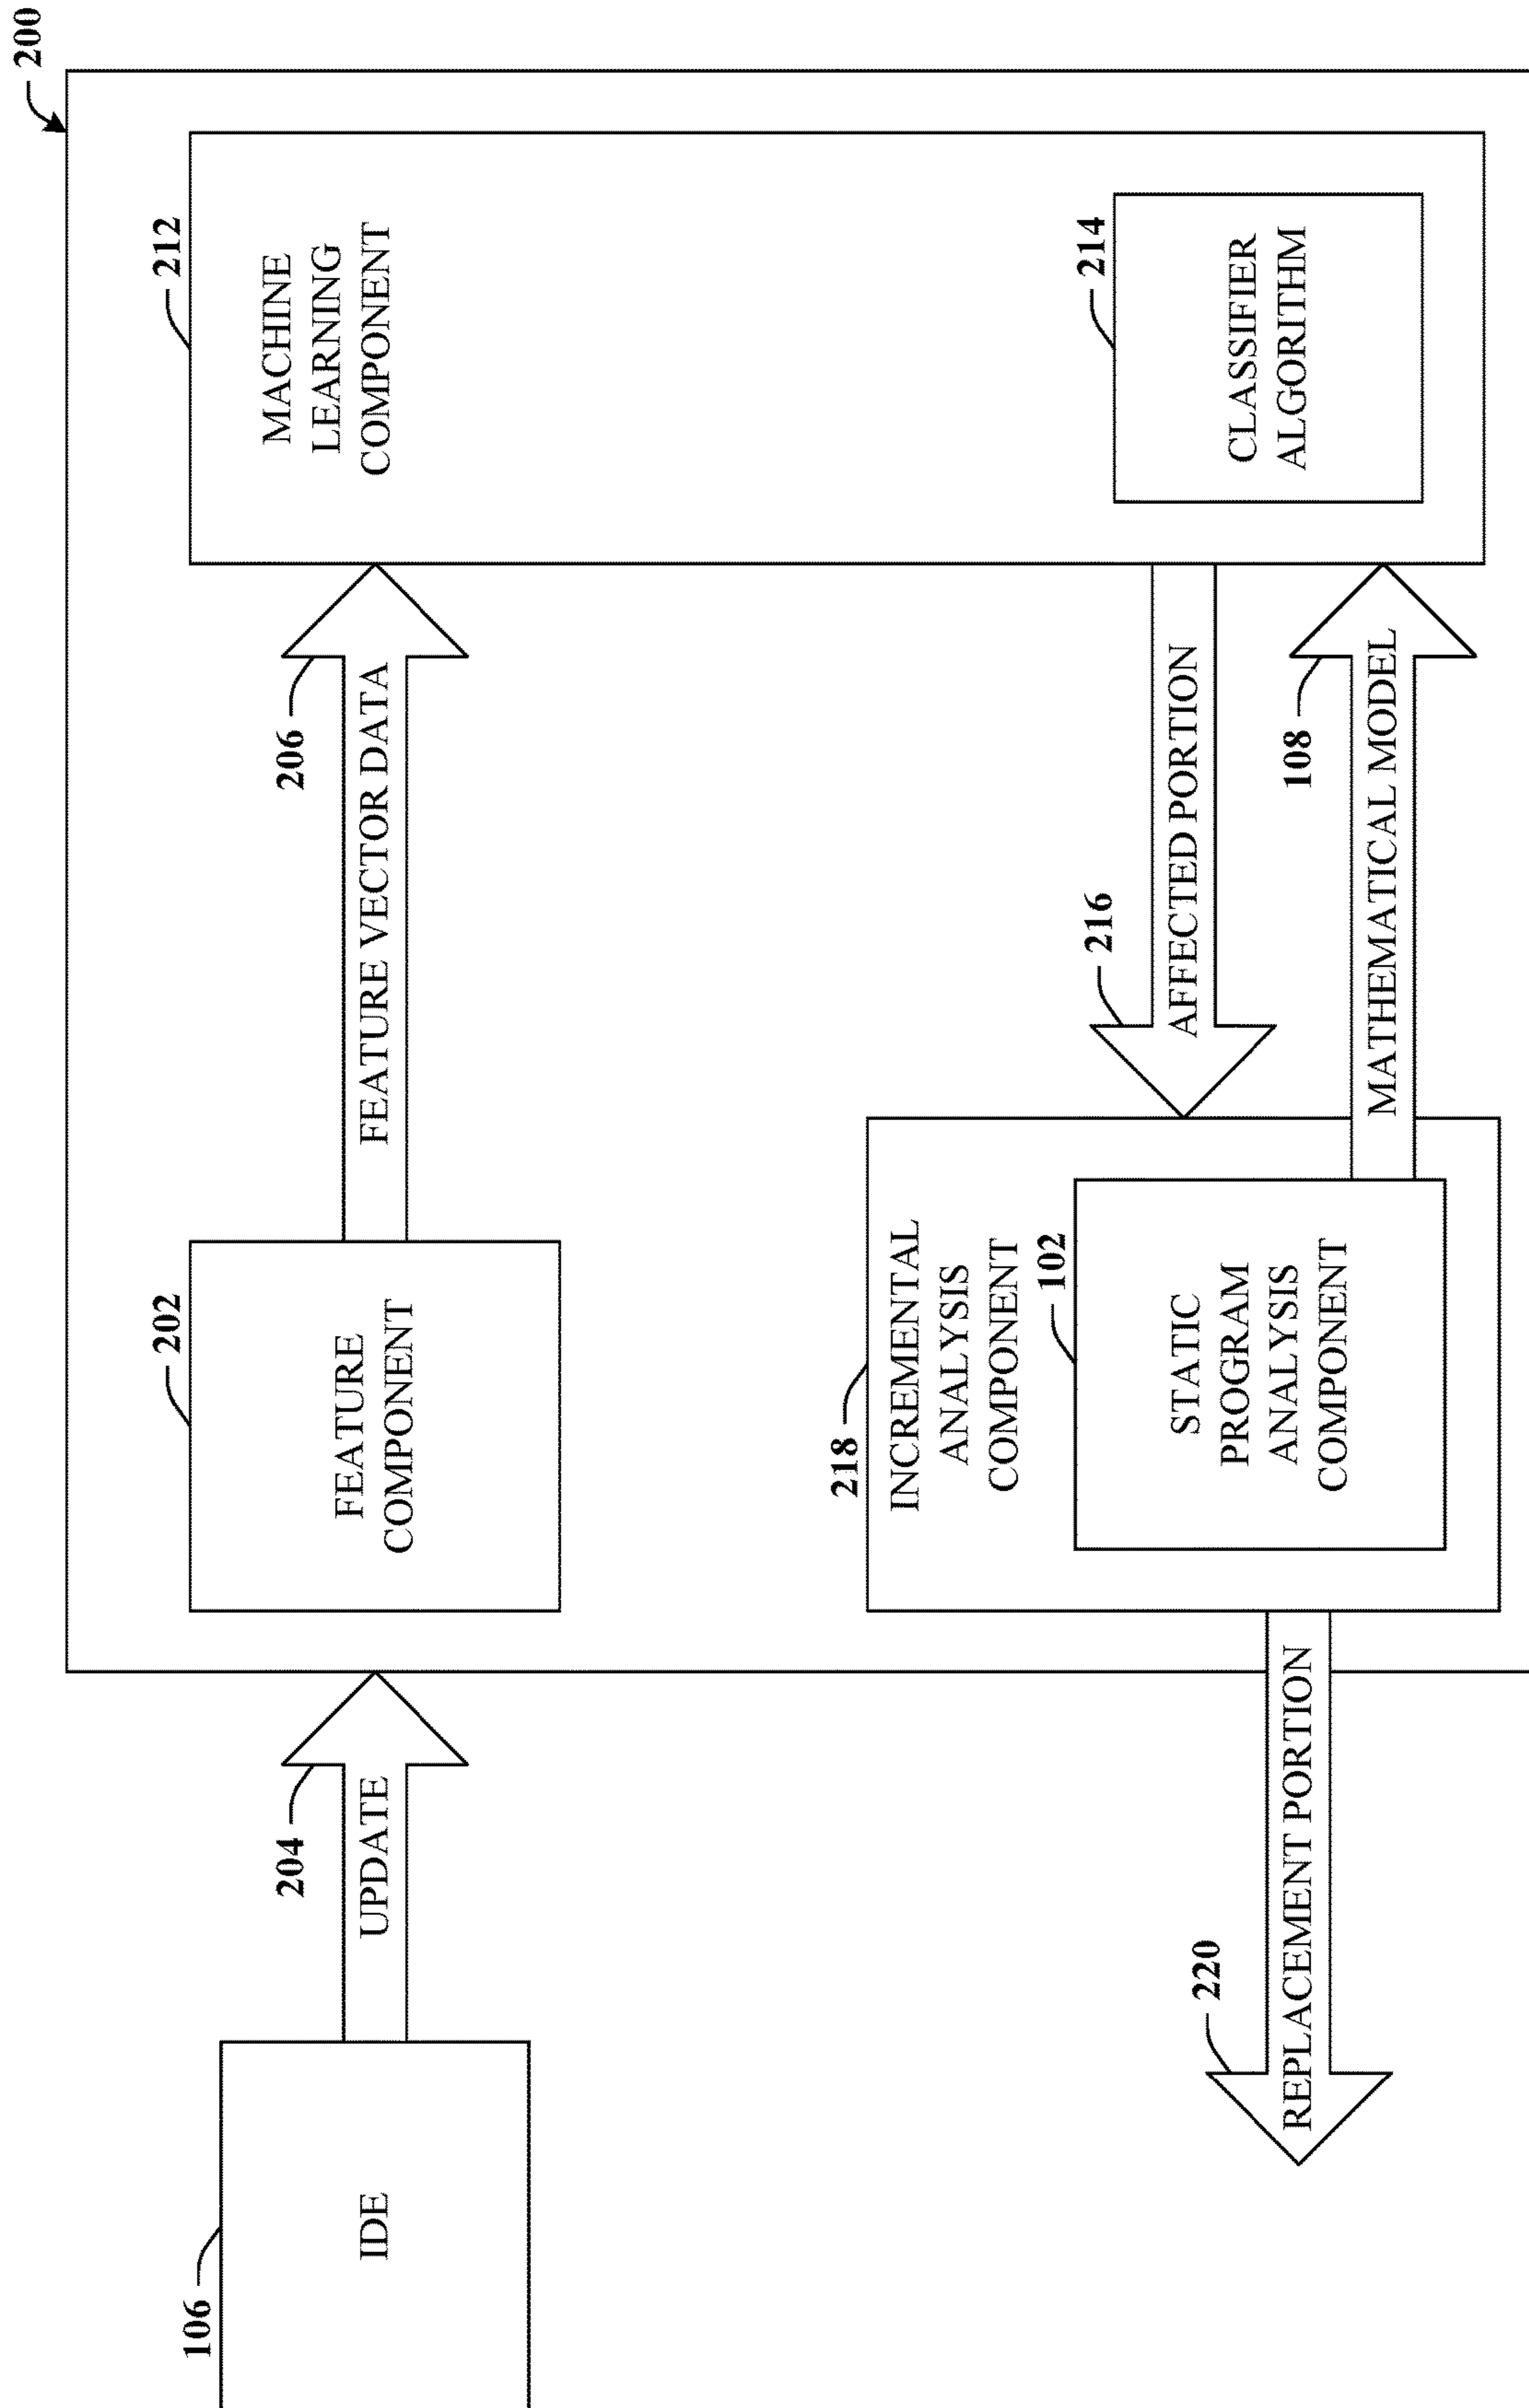 200
106
IDE
204
UPDATE
202
FEATURE
COMPONENT
206
FEATURE VECTOR DATA
212
MACHINE
LEARNING
COMPONENT
214
CLASSIFIER
ALGORITHM
216
AFFECTED PORTION
108
MATHEMATICAL MODEL
218
INCREMENTAL
ANALYSIS
COMPONENT
102
STATIC
PROGRAM
ANALYSIS
COMPONENT
220
REPLACEMENT PORTION